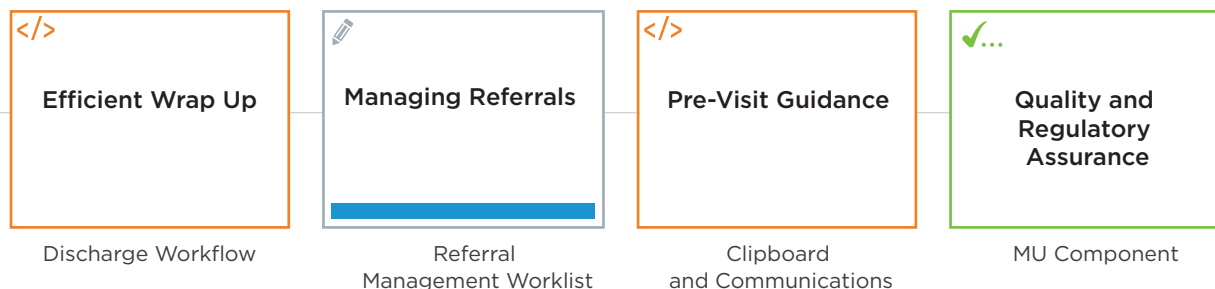 </>
Efficient Wrap Up
Discharge Workflow
Managing Referrals
Referral
Management Worklist
</>
Pre-Visit Guidance
Clipboard
and Communications
...
Quality and
Regulatory
Assurance
MU Component